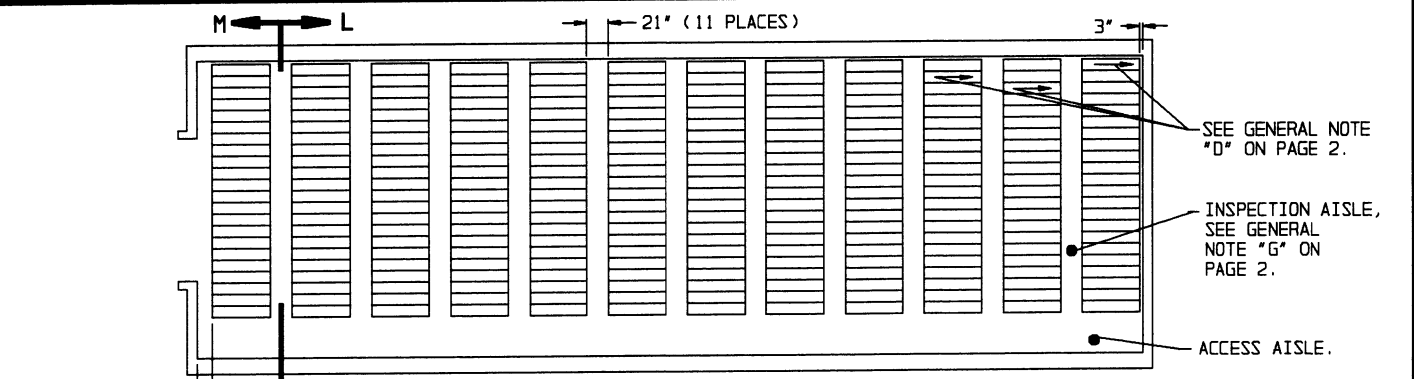 M L
21" (11 PLACES)
3"
SEE GENERAL NOTE
"D" ON PAGE 2.
INSPECTION AISLE,
SEE GENERAL
NOTE "G" ON
PAGE 2.
ACCESS AISLE.